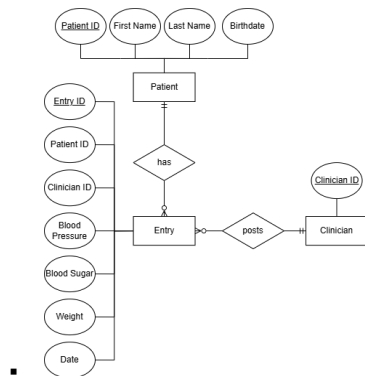 Patient ID
First Name
Last Name
Birthdate
Patient
Entry ID
Patient ID
has
Clinician ID
Clinician ID
Blood
Pressure
Entry
posts
Clinician
Blood Sugar
Weight
Date